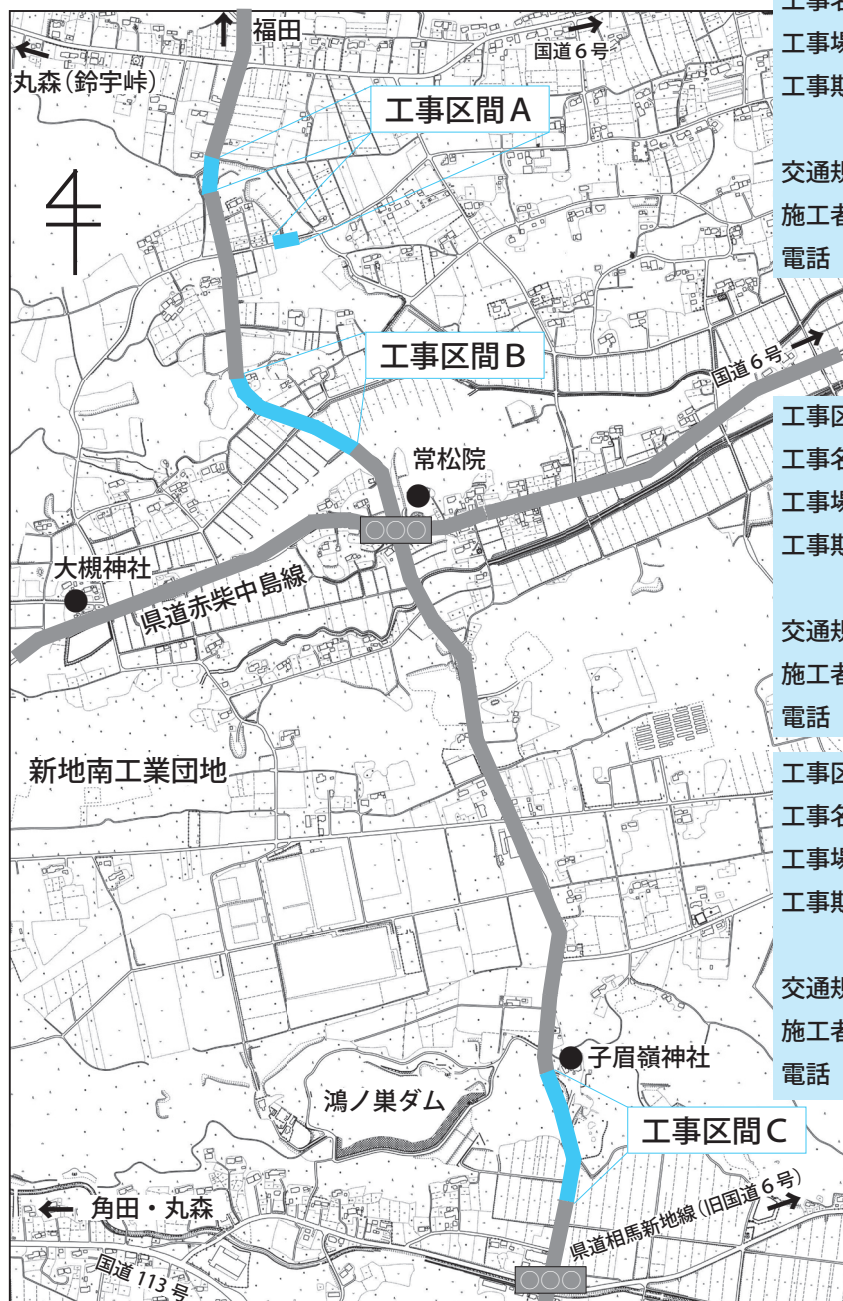 福田
国道6号
丸森(鈴宇峠)
工事区間A
工事区間B
国道6号
常松院
大槻神社
県道赤柴中島線
新地南工業団地
子眉嶺神社
鴻ノ巣ダム
工事区間C
角田・丸森
県道相馬新地線(旧国道6号)
国道113号
工事名
工事場
工事期
交通規
施工者
電話
工事区
工事名
工事場
工事期
交通規
施工者
電話
工事区
工事名
工事場
工事期
交通規
施工者
電話